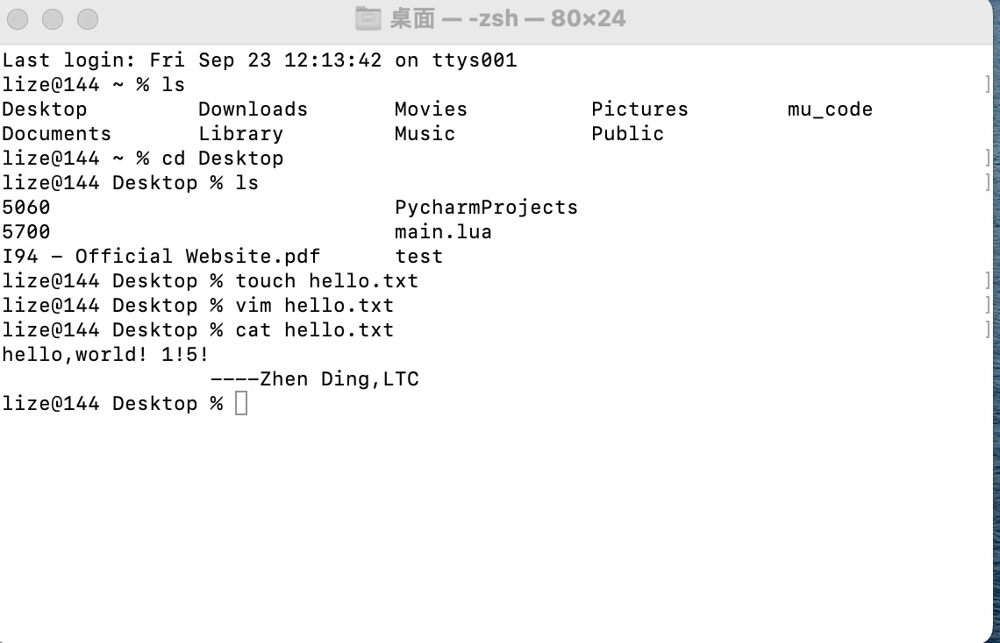 桌面 — -zsh — 80×24
Last login: Fri Sep 23 12:13:42 on ttys001
lize@144 ~ % ls
Desktop Downloads Movies Pictures mu_code
Documents Library Music Public
lize@144 ~ % cd Desktop
lize@144 Desktop % ls
5060 PycharmProjects
5700 main.lua
I94 - Official Website.pdf test
lize@144 Desktop % touch hello.txt
lize@144 Desktop % vim hello.txt
lize@144 Desktop % cat hello.txt
hello,world! 1!5!
----Zhen Ding,LTC
lize@144 Desktop %